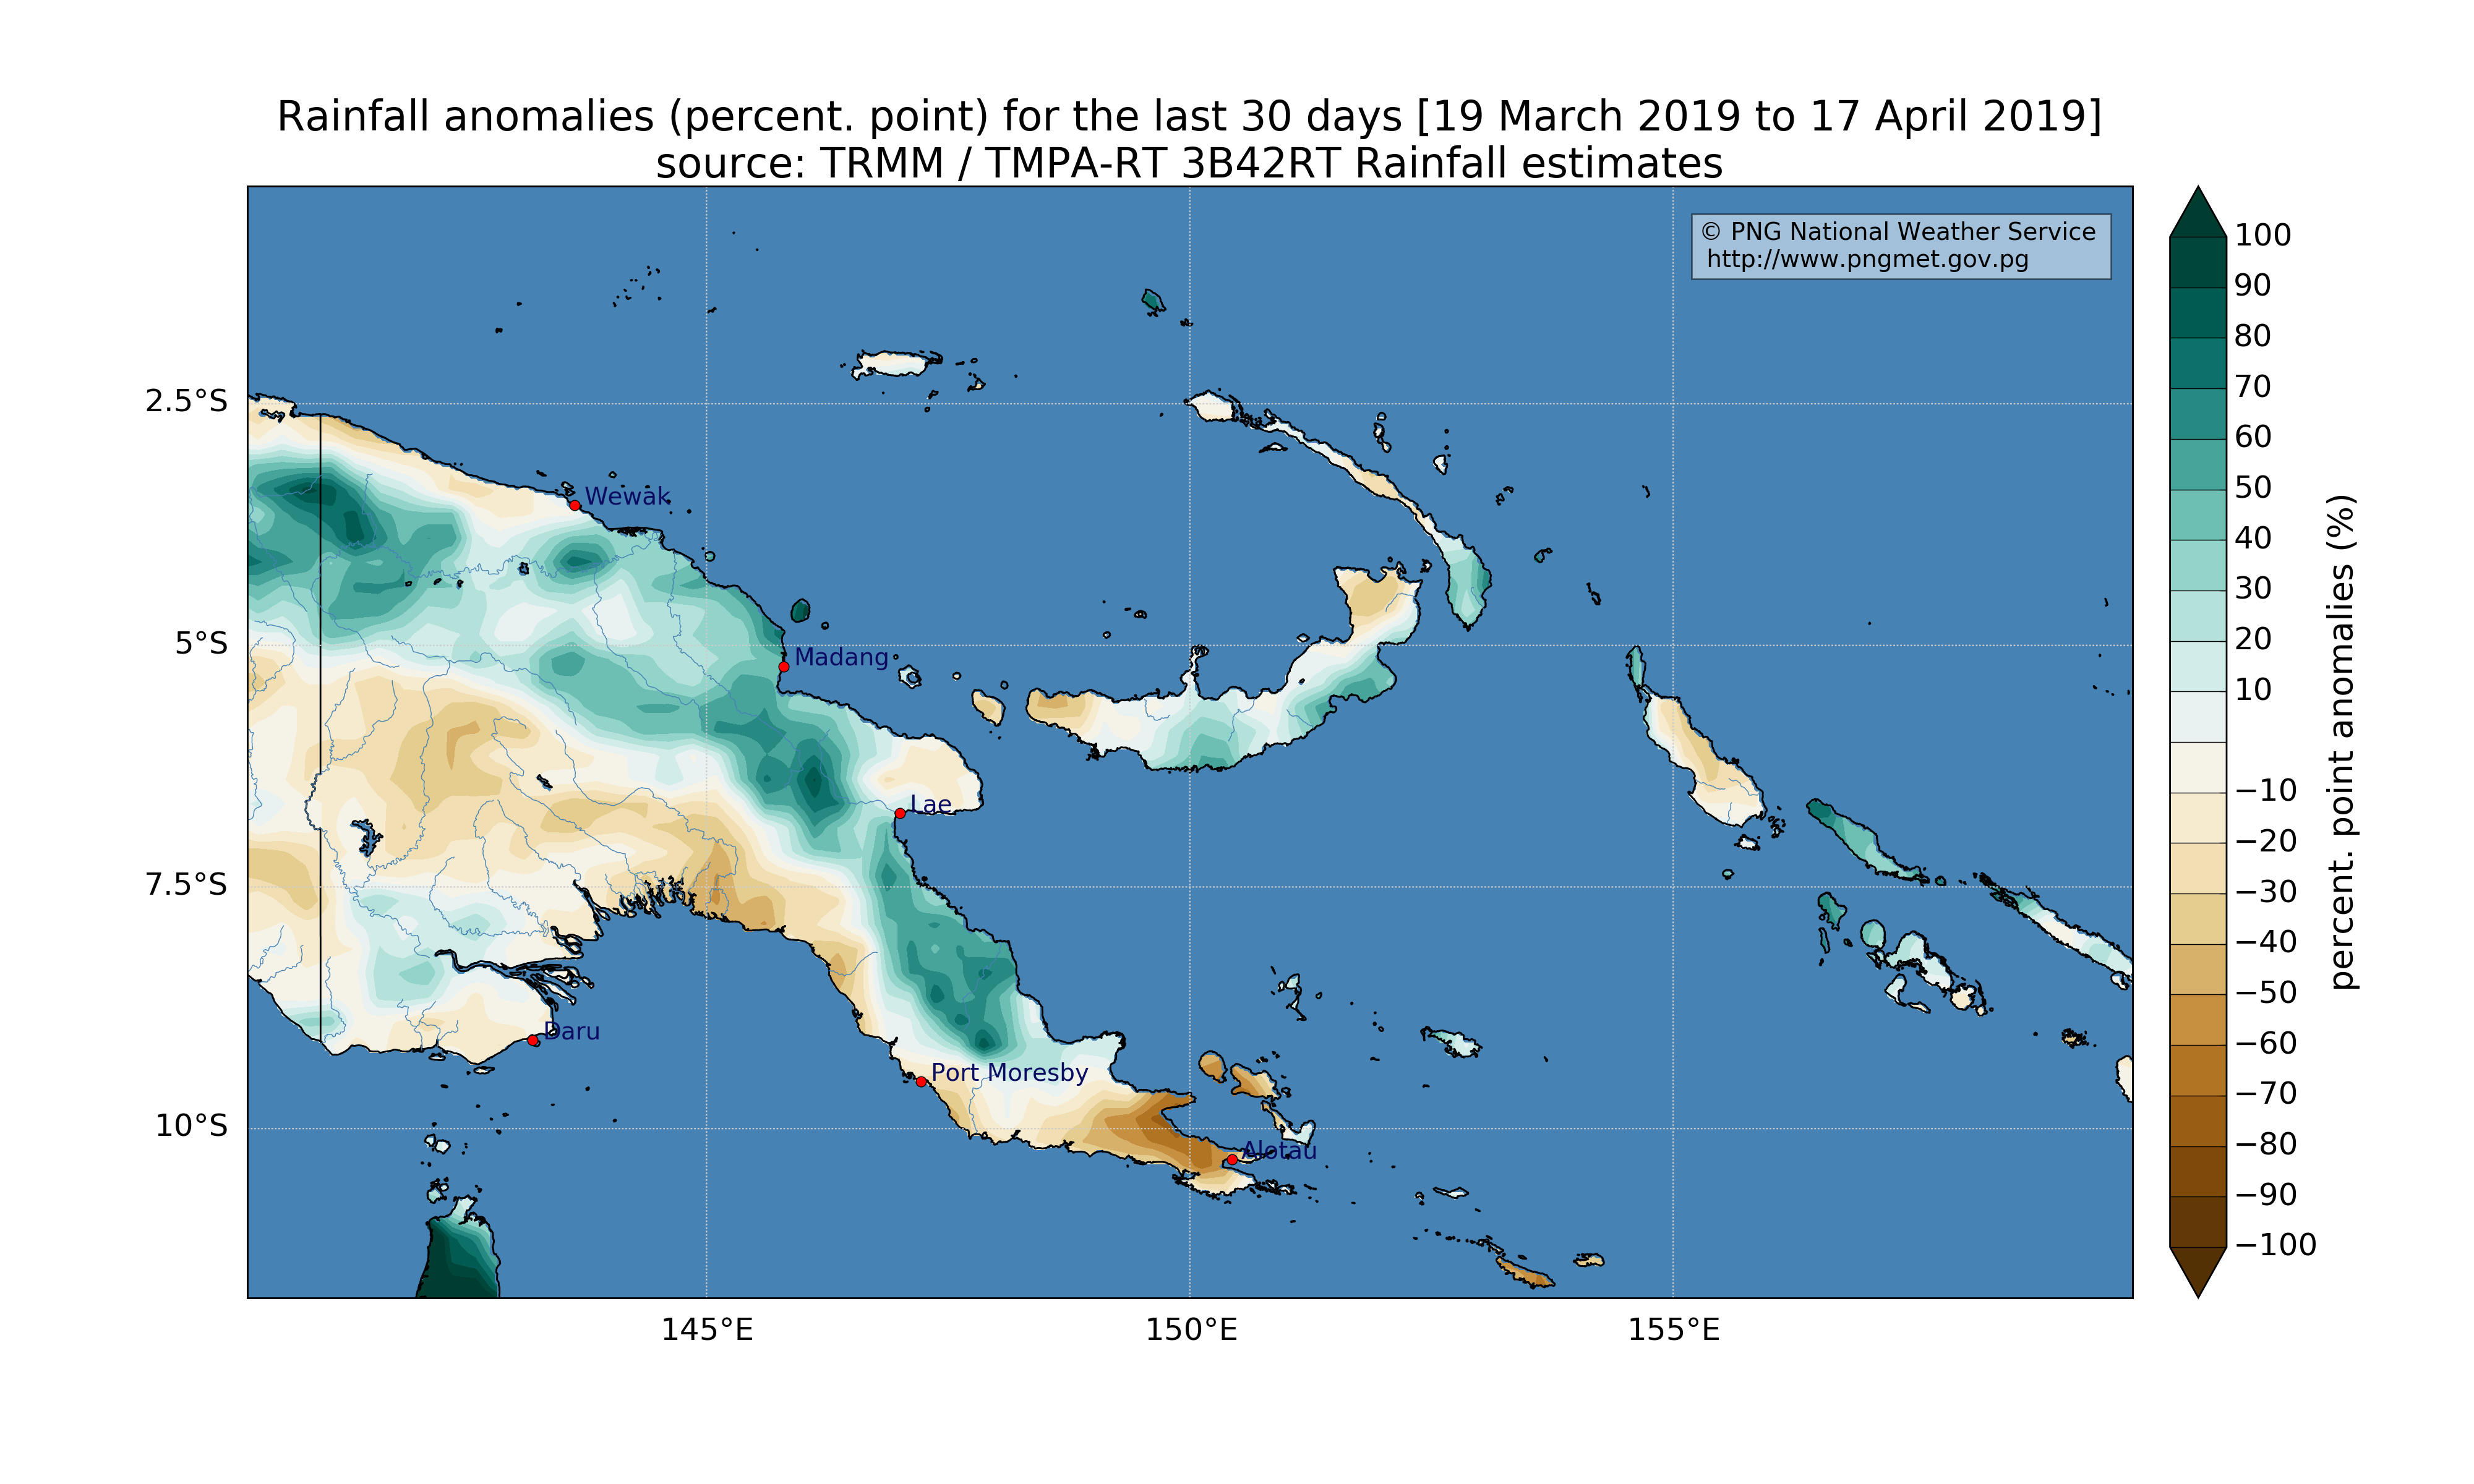 Rainfall anomalies (percent. point) for the last 30 days [19 March 2019 to 17 April 2019]
source: TRMM / TMPA-RT 3B42RT Rainfall estimates
© PNG National Weather Service
http://www.pngmet.gov.pg
2.5°S
5°S
7.5°S
10°S
Wewak
Madang
Lae
Daru
Port Moresby
Alotau
145°E
150°E
155°E
100
90
80
70
60
50
40
30
20
10
−10
−20
−30
−40
−50
−60
−70
−80
−90
−100
percent. point anomalies (%)